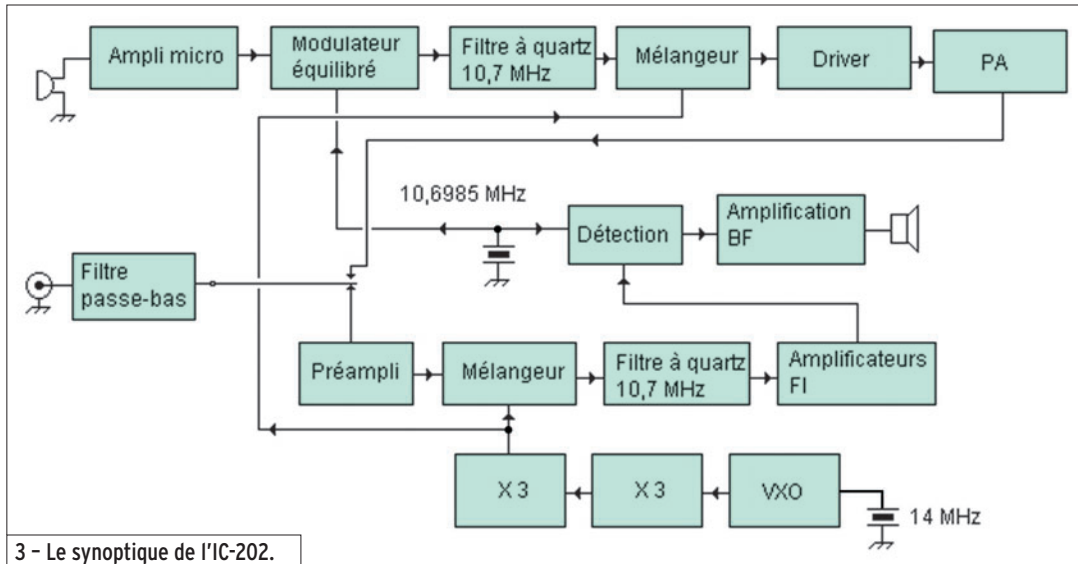 Ampli micro
Modulateur
équilibré
Filtre à quartz
10,7 MHz
Mélangeur
Driver
PA
10,6985 MHz
Détection
Amplification
BF
Filtre
passe-bas
Préampli
Mélangeur
Filtre à quartz
10,7 MHz
Amplificateurs
FI
X 3
X 3
VXO
14 MHz
3 – Le synoptique de l'IC-202.